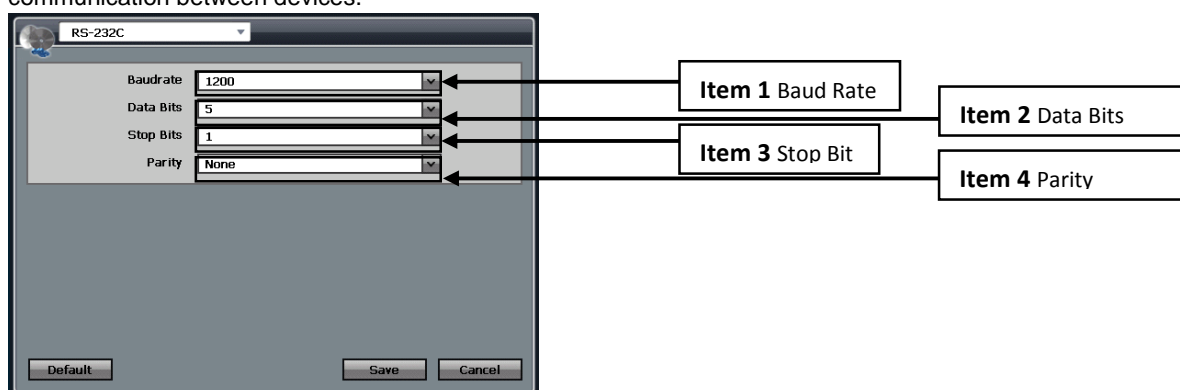 communication between devices.
RS-232C
Baudrate 1200
Data Bits 5
Stop Bits 1
Parity None
Item 1 Baud Rate
Item 2 Data Bits
Item 3 Stop Bit
Item 4 Parity
Default Save Cancel